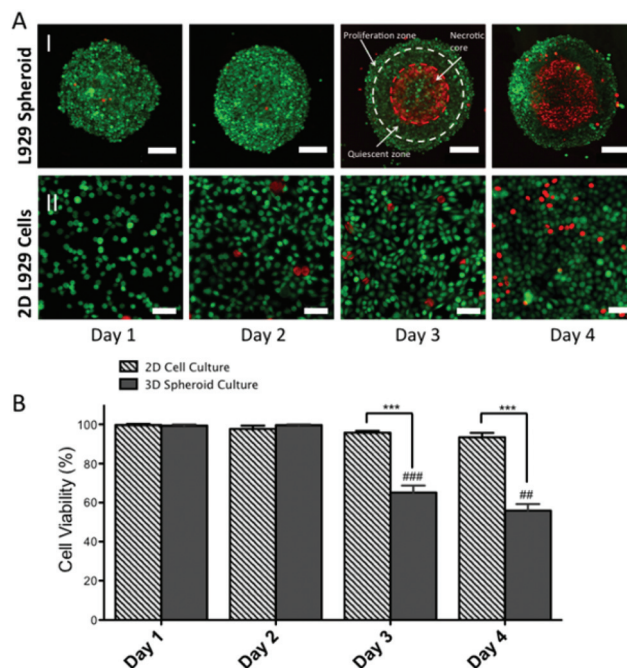 A
I
L929 Spheroid
Proliferation zone
Necrotic
core
Quiescent zone
II
2D L929 Cells
Day 1
Day 2
Day 3
Day 4
2D Cell Culture
3D Spheroid Culture
B
Cell Viability (%)
100
80
60
40
20
0
***
***
###
##
Day 1
Day 2
Day 3
Day 4